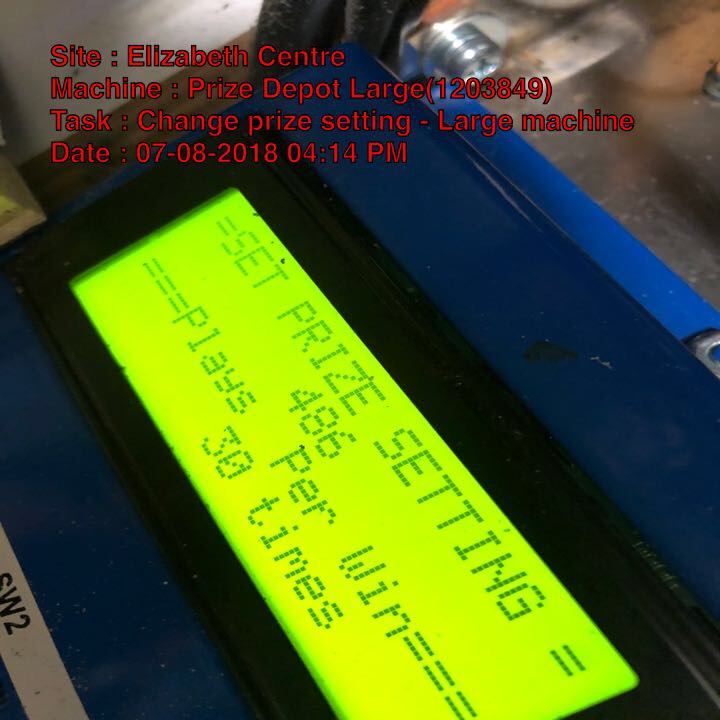 Site : Elizabeth Centre
Machine : Prize Depot Large(1203849)
Task : Change prize setting - Large machine
Date : 07-08-2018 04:14 PM
=SET PRIZE SETTING =
486
===Plays Per Win===
30 times
SW2